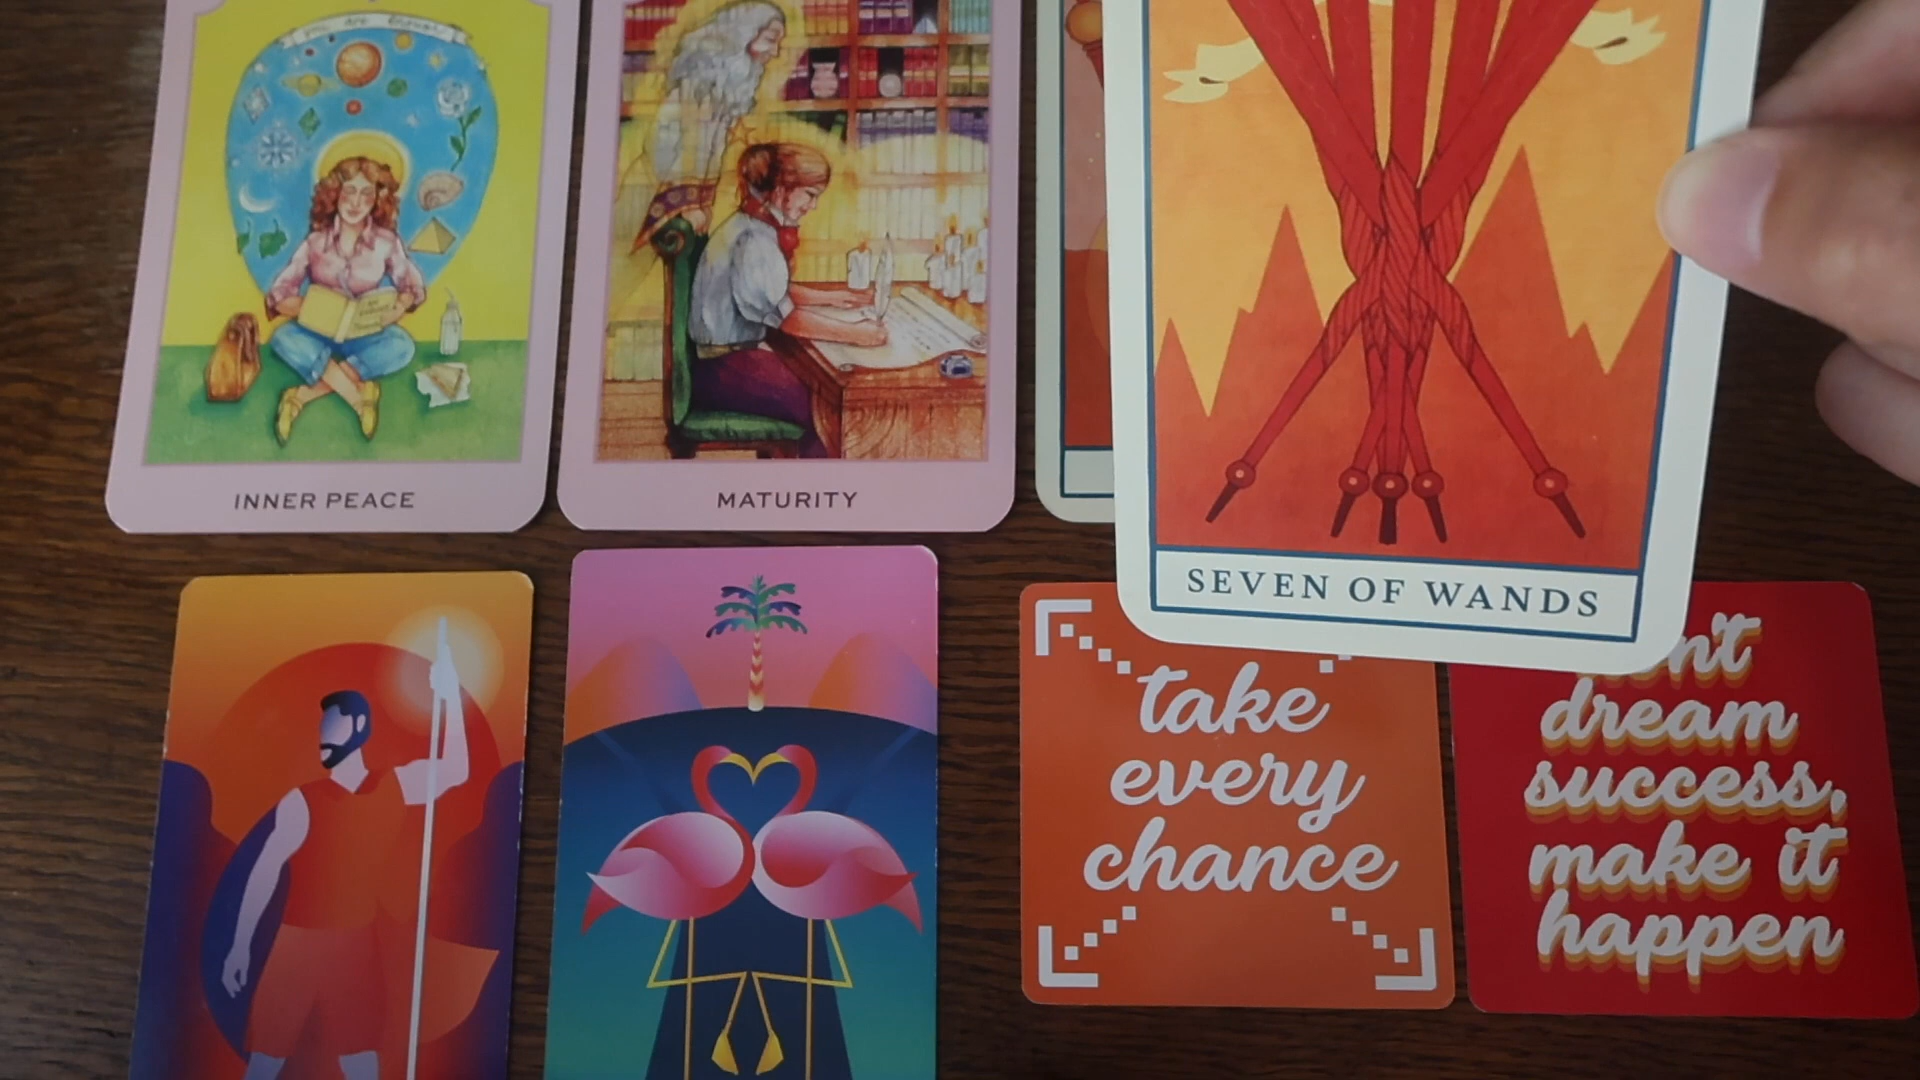 INNER PEACE
MATURITY
SEVEN OF WANDS
take
every
chance
dream
success,
make it
happen